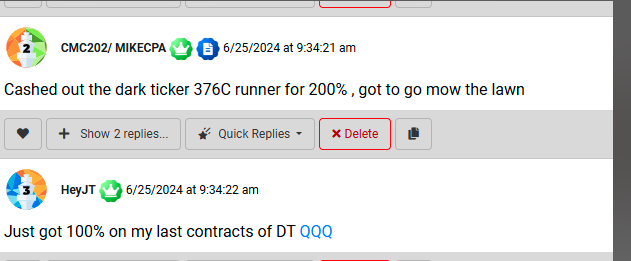 2
CMC202/ MIKECPA 6/25/2024 at 9:34:21 am
Cashed out the dark ticker 376C runner for 200% , got to go mow the lawn
Show 2 replies... Quick Replies Delete
3
HeyJT 6/25/2024 at 9:34:22 am
Just got 100% on my last contracts of DT QQQ